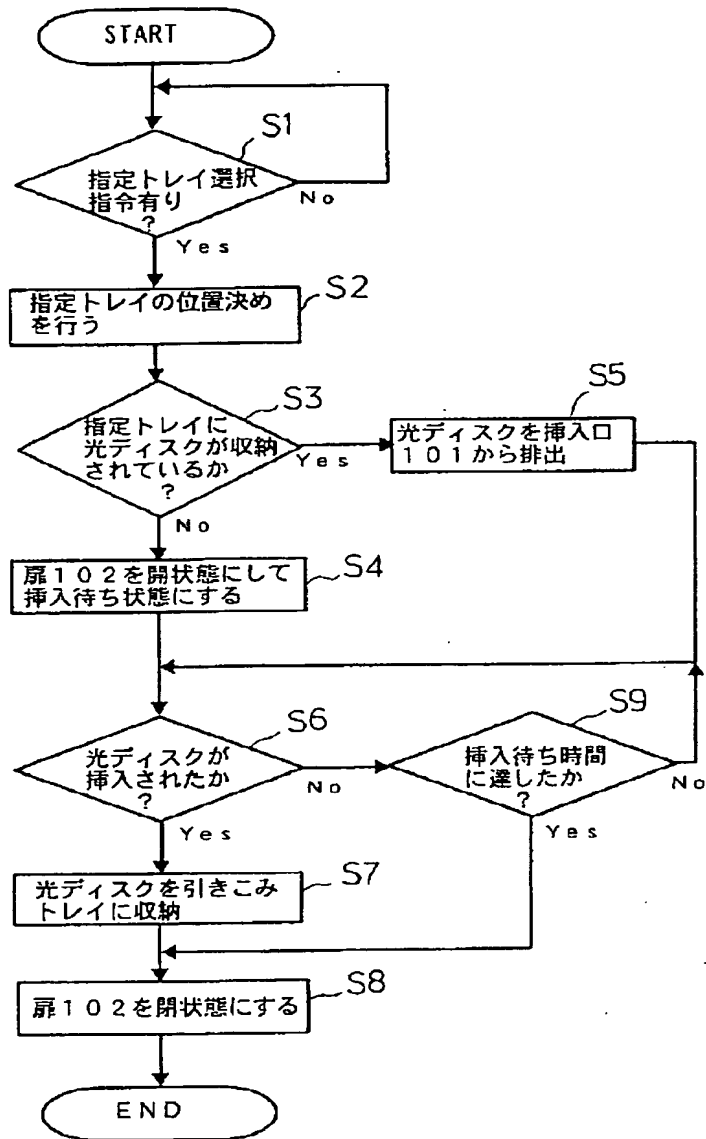 START
S1
指定トレイ選択
指令有り
?
No
Yes
S2
指定トレイの位置決め
を行う
S3
指定トレイに
光ディスクが収納
されているか
?
Yes
No
S5
光ディスクを挿入口
101から排出
S4
扉102を開状態にして
挿入待ち状態にする
S6
光ディスクが
挿入されたか
?
No
Yes
S9
挿入待ち時間
に達したか
?
No
Yes
S7
光ディスクを引きこみ
トレイに収納
S8
扉102を閉状態にする
END